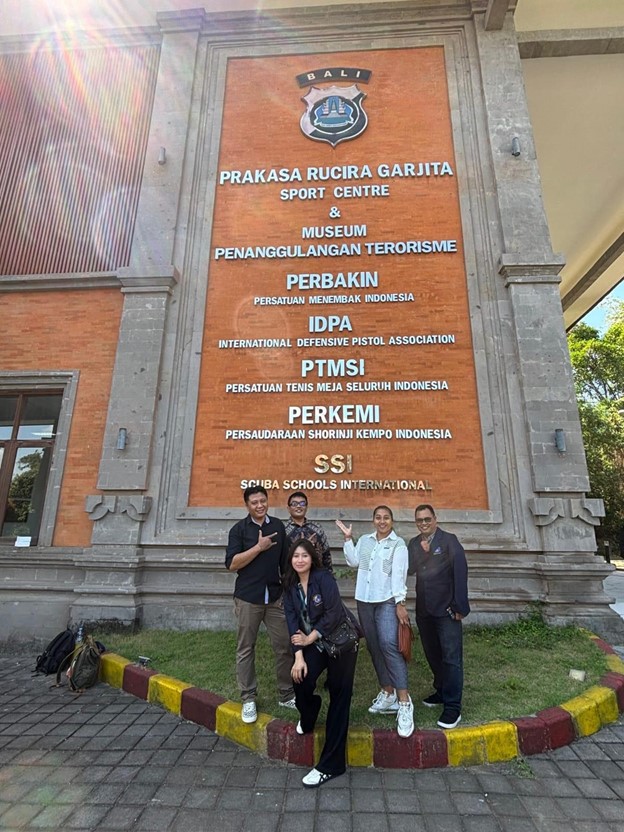 BALI
PRAKASA RUCIRA GARJITA
SPORT CENTRE
&
MUSEUM
PENANGGULANGAN TERORISME
PERBAKIN
PERSATUAN MENEMBAK INDONESIA
IDPA
INTERNATIONAL DEFENSIVE PISTOL ASSOCIATION
PTMSI
PERSATUAN TENIS MEJA SELURUH INDONESIA
PERKEMI
PERSAUDARAAN SHORINJI KEMPO INDONESIA
SSI
SCUBA SCHOOLS INTERNATIONAL